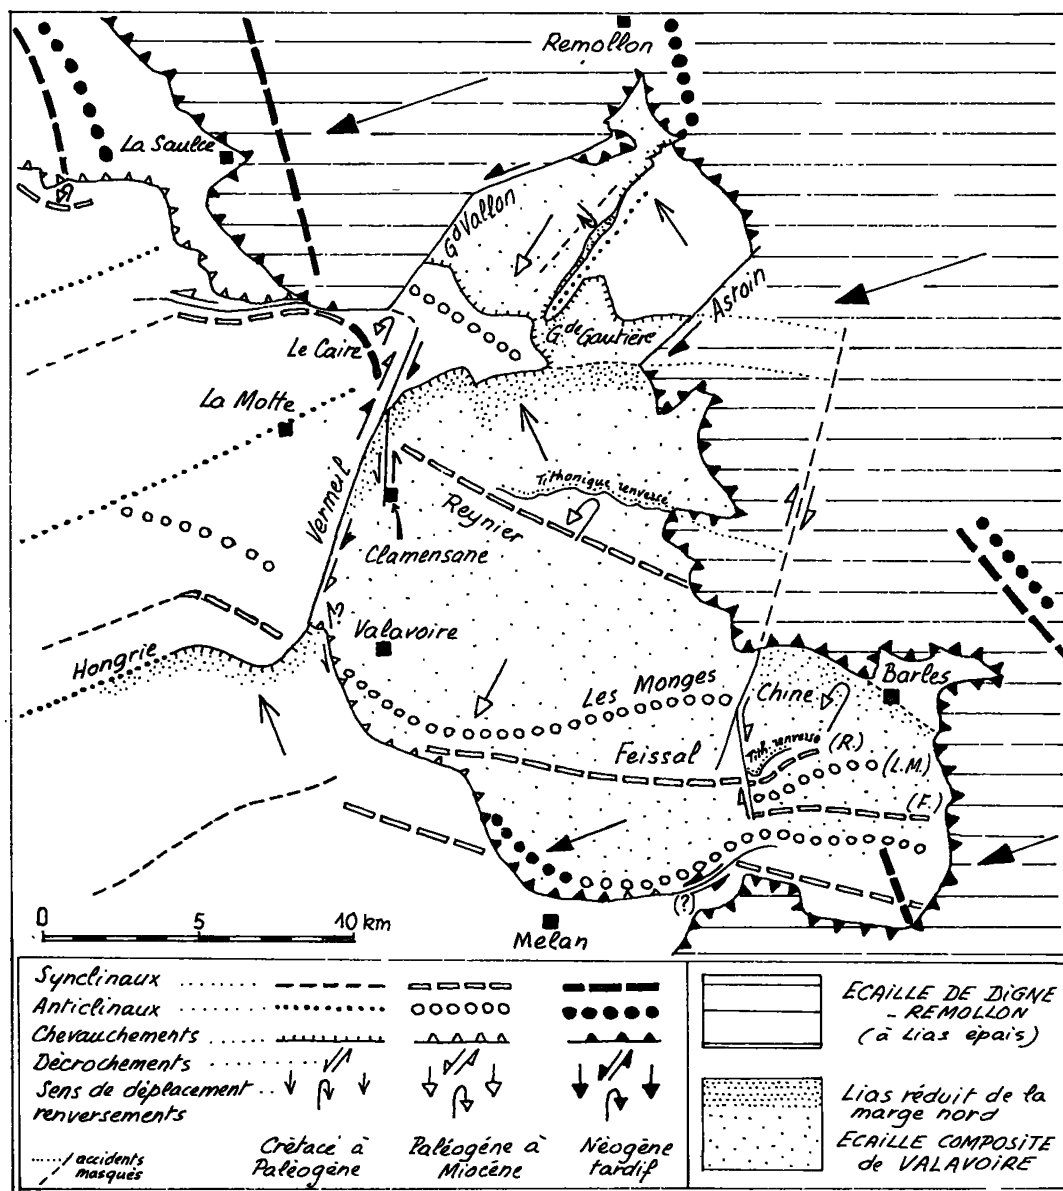 Remollon
La Saulce
Gd Vallon
Astoin
Gde Gautière
Le Caire
La Motte
Vermeil
Tithonique renversé
Reynier
Clamensane
?
Valavoire
Hongrie
Les Monges
Chine
Barles
Tith. renversé
(R.)
Feissal
(L.M.)
(F.)
(?)
Melan
0 5 10 km
Synclinaux
Anticlinaux
Chevauchements
Décrochements
Sens de déplacement
renversements
accidents
masqués
Crétacé à
Paléogène
Paléogène à
Miocène
Néogène
tardif
ECAILLE DE DIGNE
- REMOLLON
(à Lias épais)
Lias réduit de la
marge nord
ECAILLE COMPOSITE
de VALAVOIRE